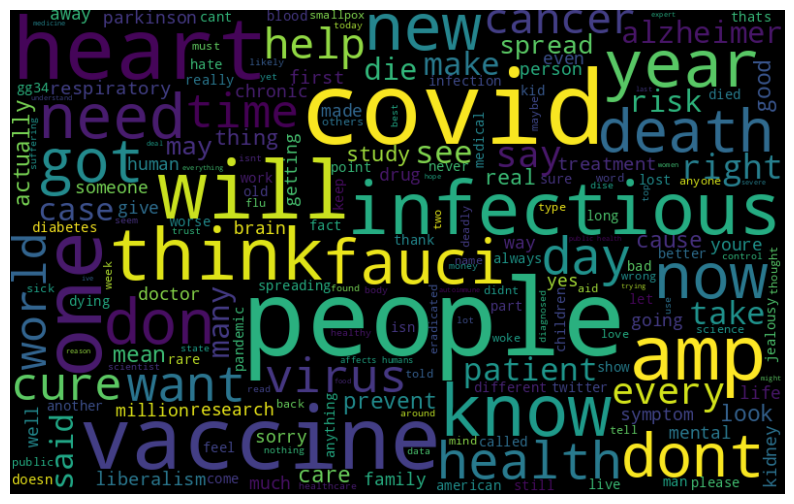 away parkinson cant blood smallpox today
medicine must
heart
help
new
cancer
expert
thats
alzheimer
spread
year
hate
likely
yet
really
die
make
person
even
gg34
respiratory
chronic
first
infection
kid
maybe
risk
died
good
need
time
covid
death
actually
suffering
made
others
best
study
see
say
medical
may
thing
getting
human
point
drug
never
real
treatment
sure
word
lost
right
got
will
someone
isnt
work
old
keep
flu
deadly
two
type
dise
top
women
severe
anyone
long
infectious
case
give
worse
fact
trust
seem
diabetes
brain
thank
name
way
always
cause
better
control
youre
think
fauci
day
now
yes
bad
wrong
thought
trying
world
one
week
sick
dying
doctor
spreading
found
body
money
didnt
part
aid
let
going
science
use
take
jealousy
don
many
pandemic
isn
people
eradicated
diagnosed
children
love
mean
rare
state
healthy
lot
woke
amp
reason
scientist
affects humans
told
different
twitter
show
might
cure
want
virus
patient
every
life
well
another
million
research
back
read
food
prevent
around
know
symptom
look
said
sorry
anything
mind
called
tell
mental
kidney
public
feel
nothing
data
vaccine
health
dont
doesn
liberalism
come
much
care
family
healthcare
american
still
live
man
please
everything
understand
deal
hope
last
live